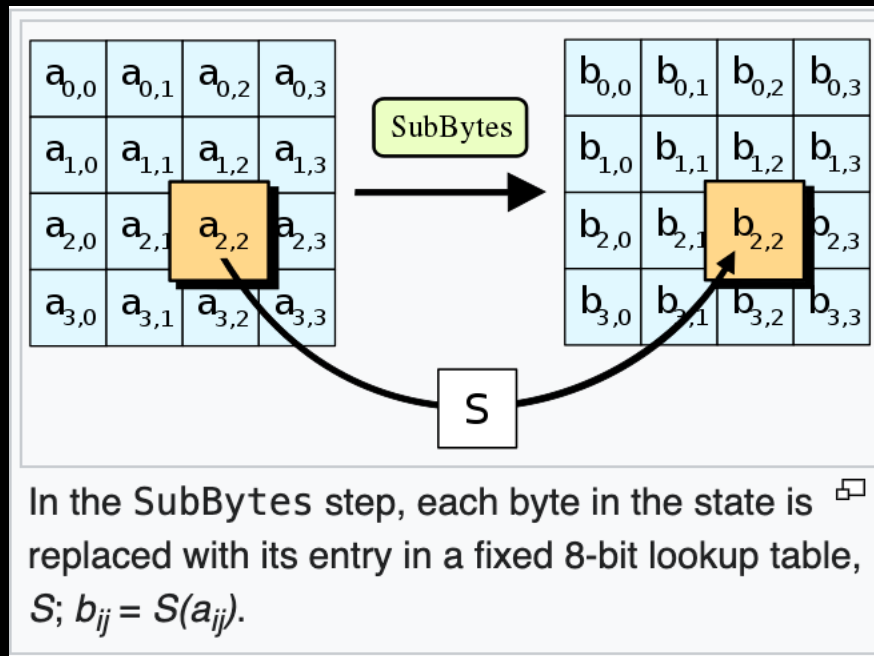 a0,0 a0,1 a0,2 a0,3 b0,0 b0,1 b0,2 b0,3
SubBytes
a1,0 a1,1 a1,2 a1,3 b1,0 b1,1 b1,2 b1,3
a2,0 a2,1 a2,2 a2,3 b2,0 b2,1 b2,2 b2,3
a3,0 a3,1 a3,2 a3,3 b3,0 b3,1 b3,2 b3,3
S
In the SubBytes step, each byte in the state is
replaced with its entry in a fixed 8-bit lookup table,
S; bij = S(aij).